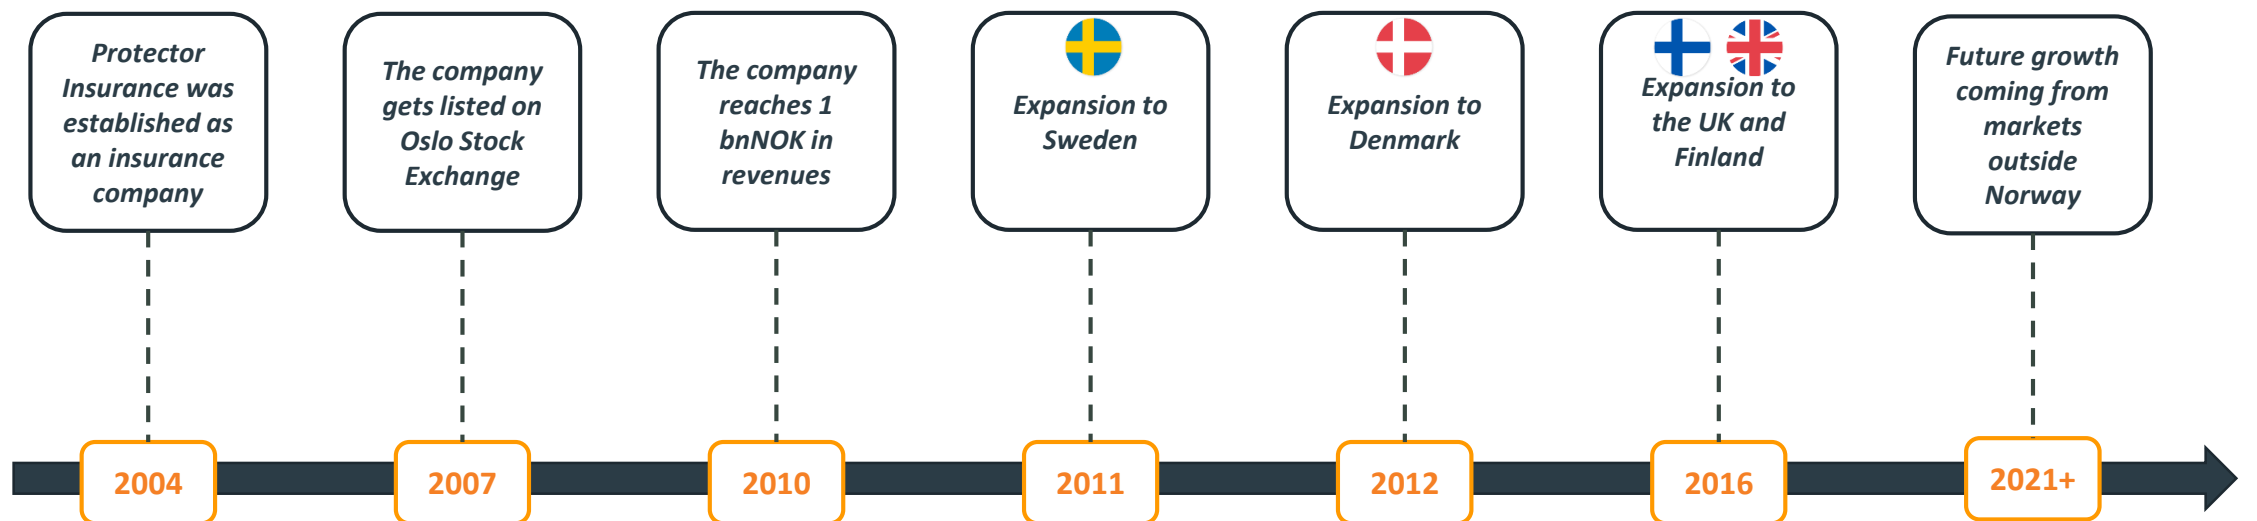 Protector
Insurance was
established as
an insurance
company
The company
gets listed on
Oslo Stock
Exchange
The company
reaches 1
bnNOK in
revenues
Expansion to
Sweden
Expansion to
Denmark
Expansion to
the UK and
Finland
Future growth
coming from
markets
outside
Norway
2004
2007
2010
2011
2012
2016
2021+